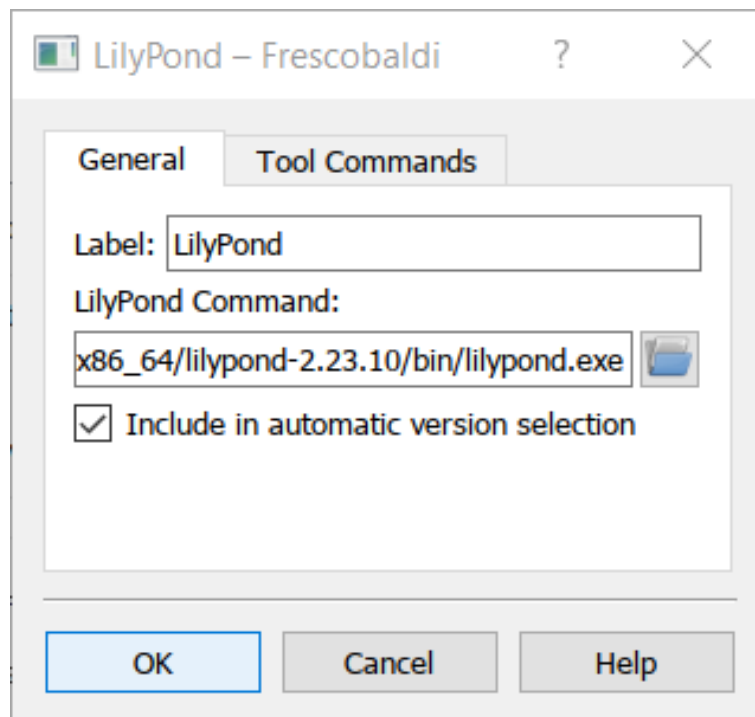 LilyPond – Frescobaldi ? ×
General Tool Commands
Label: LilyPond
LilyPond Command:
x86_64/lilypond-2.23.10/bin/lilypond.exe
Include in automatic version selection
OK Cancel Help